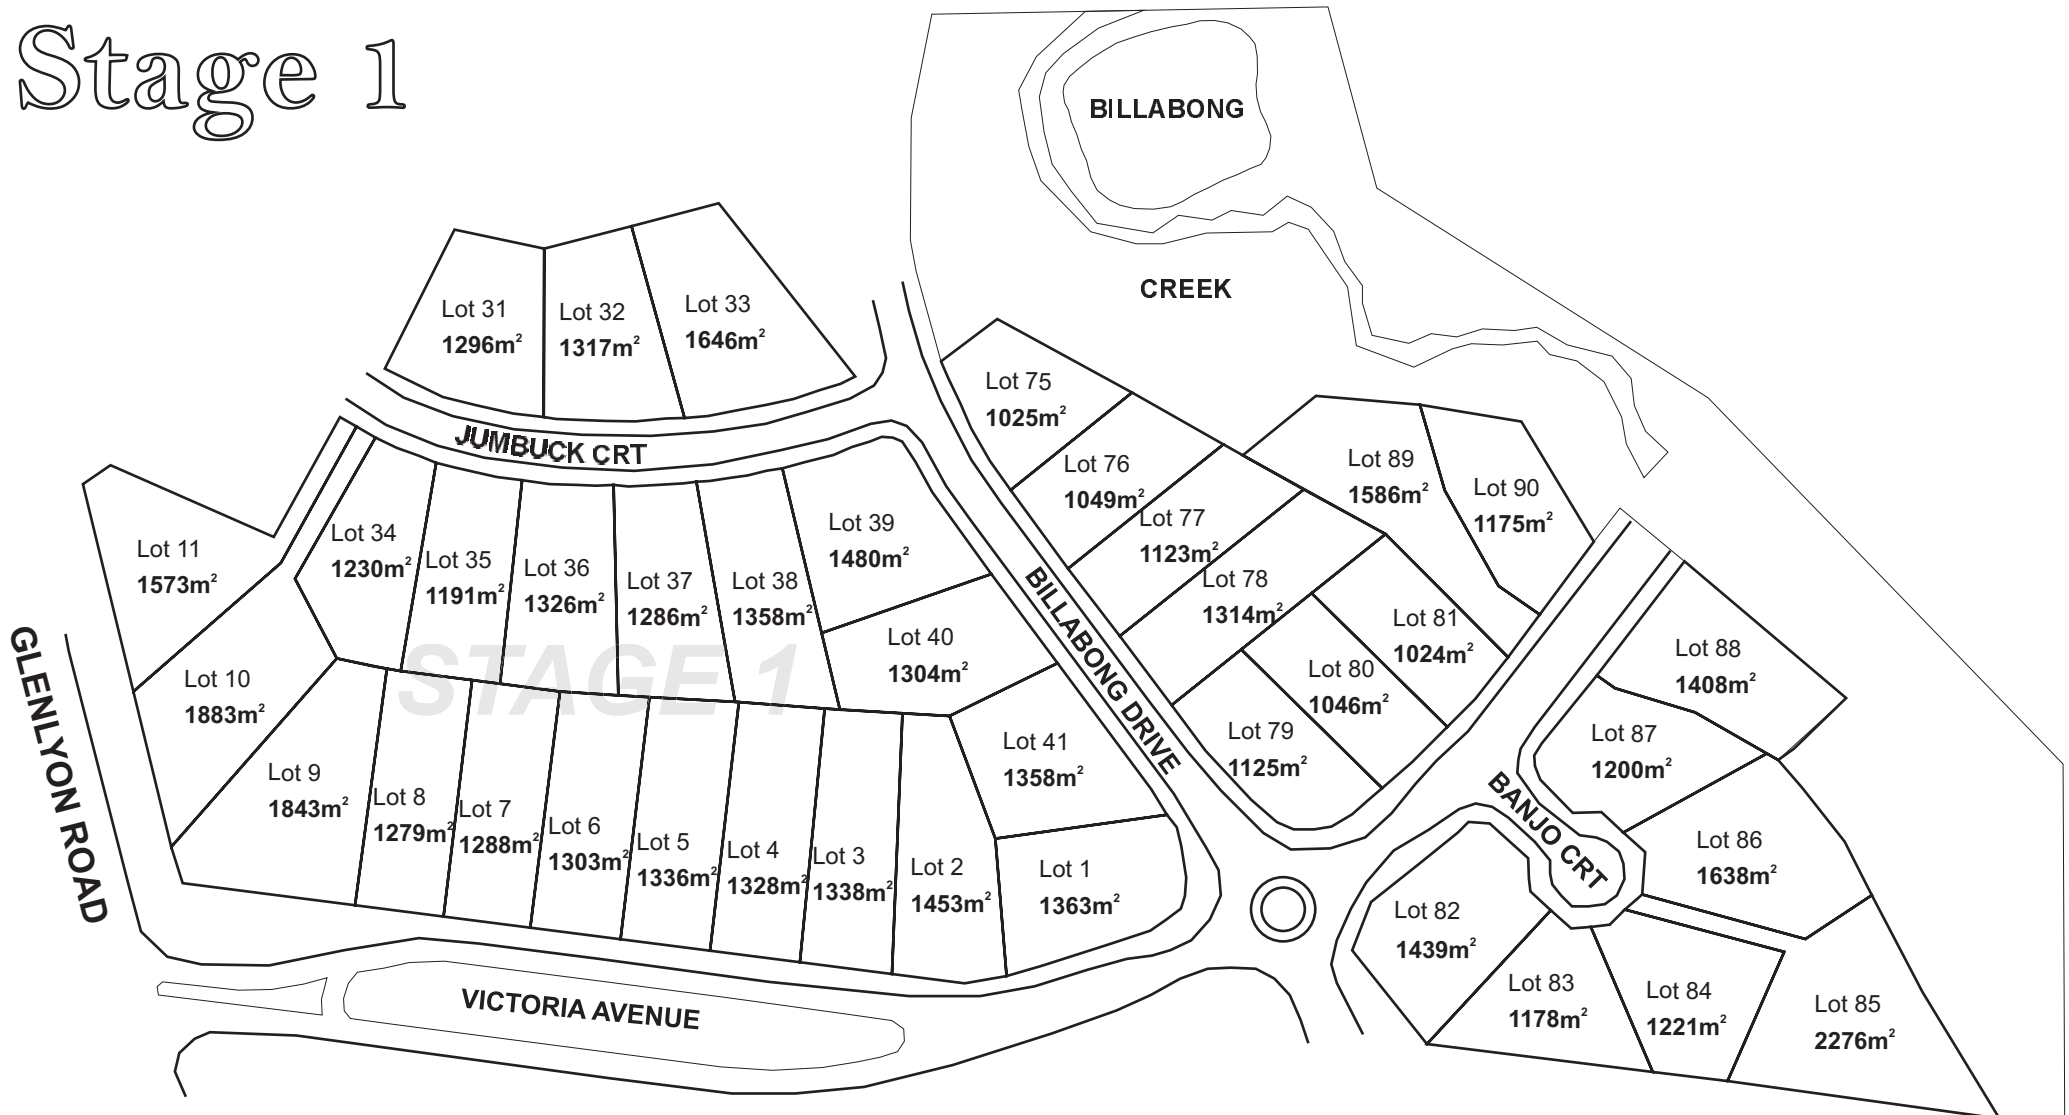 Stage 1
BILLABONG
CREEK
Lot 31
1296m²
Lot 32
1317m²
Lot 33
1646m²
JUMBUCK CRT
Lot 75
1025m²
Lot 76
1049m²
Lot 77
1123m²
Lot 78
1314m²
Lot 89
1586m²
Lot 90
1175m²
Lot 11
1573m²
Lot 34
1230m²
Lot 35
1191m²
Lot 36
1326m²
Lot 37
1286m²
Lot 38
1358m²
Lot 39
1480m²
Lot 40
1304m²
BILLABONG DRIVE
Lot 81
1024m²
Lot 80
1046m²
Lot 79
1125m²
Lot 88
1408m²
Lot 87
1200m²
STAGE 1
GLENLYON ROAD
Lot 10
1883m²
Lot 9
1843m²
Lot 8
1279m²
Lot 7
1288m²
Lot 6
1303m²
Lot 5
1336m²
Lot 4
1328m²
Lot 3
1338m²
Lot 2
1453m²
Lot 41
1358m²
Lot 1
1363m²
BANJO CRT
Lot 86
1638m²
Lot 82
1439m²
Lot 83
1178m²
Lot 84
1221m²
Lot 85
2276m²
VICTORIA AVENUE